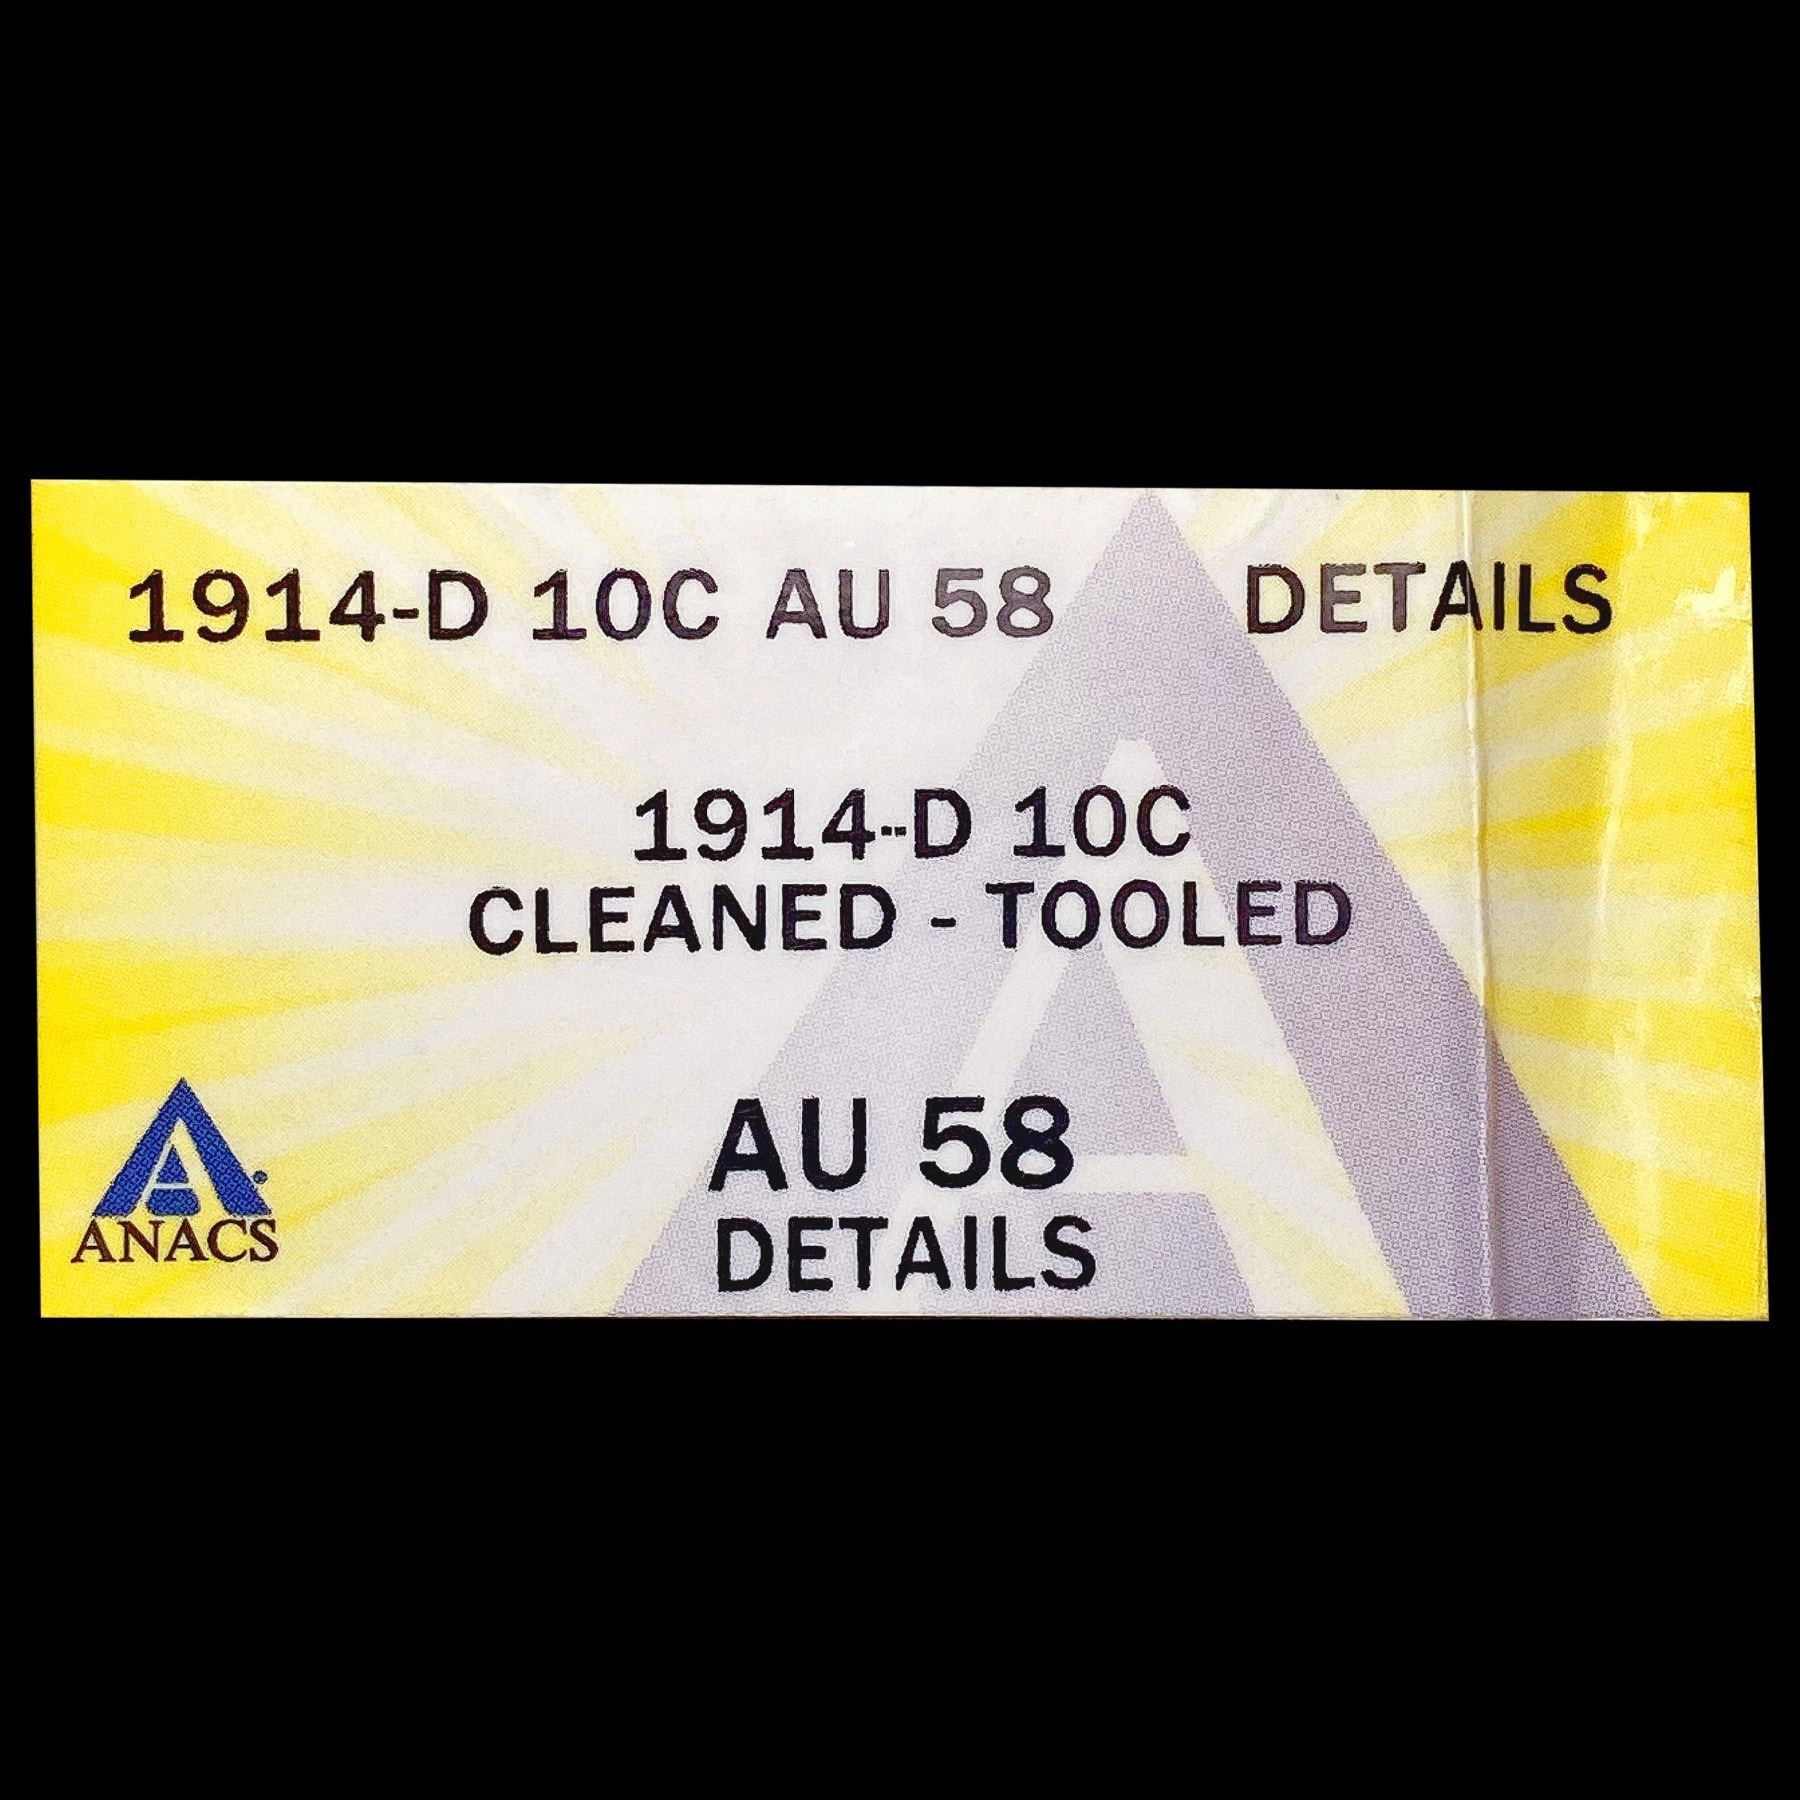 1914-D 10C AU 58 DETAILS
1914-D 10C
CLEANED - TOOLED
AU 58
DETAILS
ANACS